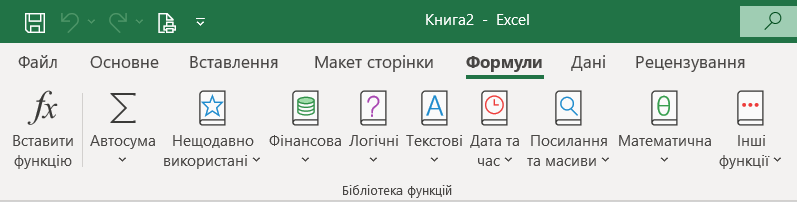 Книга2 - Excel
Файл Основне Вставлення Макет сторінки Формули Дані Рецензування
fx
Вставити функцію
Автосума
Нещодавно використані
Фінансова
Логічні
Текстові
Дата та час
Посилання та масиви
Математична
Інші функції
Бібліотека функцій